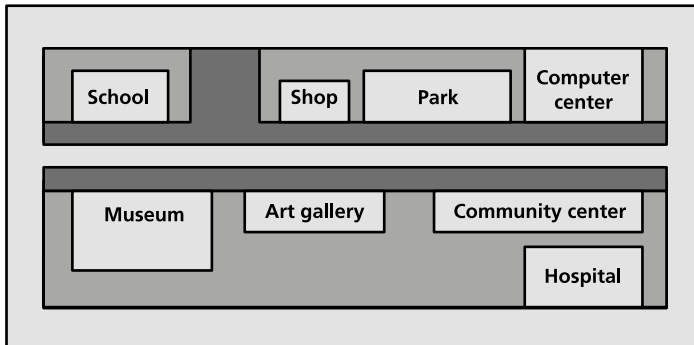 School
Shop
Park
Computer
center
Museum
Art gallery
Community center
Hospital